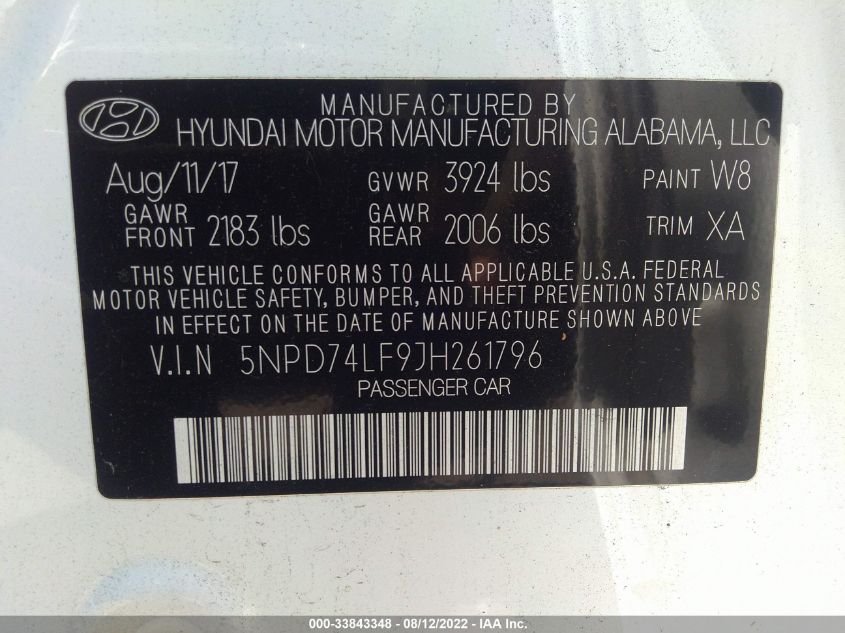 MANUFACTURED BY
HYUNDAI MOTOR MANUFACTURING ALABAMA, LLC
Aug/11/17 GVWR 3924 lbs PAINT W8
GAWR FRONT 2183 lbs GAWR REAR 2006 lbs TRIM XA
THIS VEHICLE CONFORMS TO ALL APPLICABLE U.S.A. FEDERAL
MOTOR VEHICLE SAFETY, BUMPER, AND THEFT PREVENTION STANDARDS
IN EFFECT ON THE DATE OF MANUFACTURE SHOWN ABOVE
V.I.N 5NPD74LF9JH261796
PASSENGER CAR
000-33843348 - 08/12/2022 - IAA Inc.